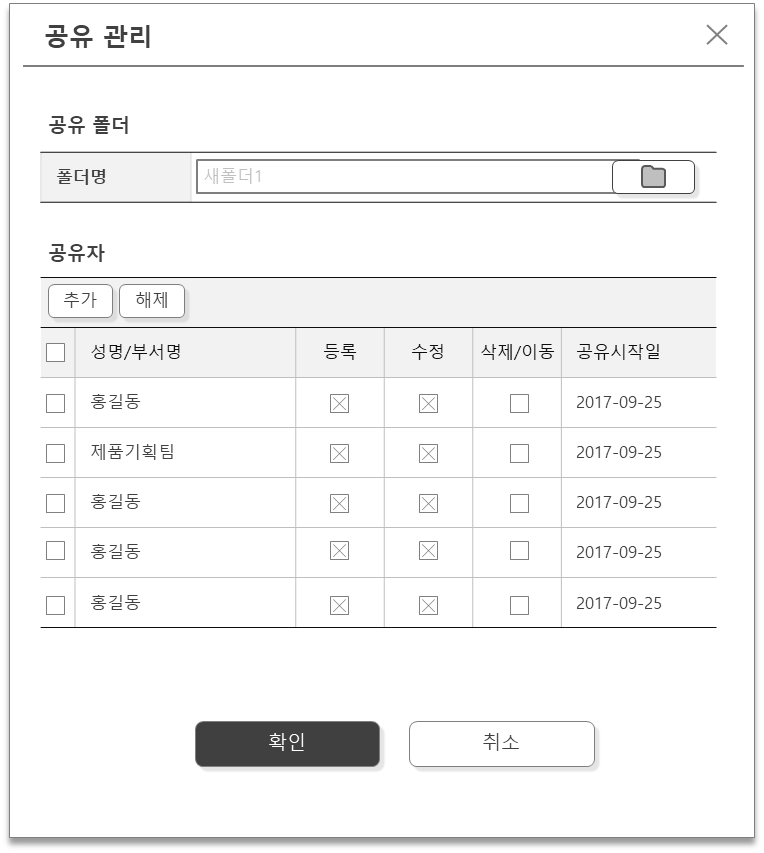 공유 관리
공유 폴더
폴더명 새폴더1
공유자
추가 해제
성명/부서명 등록 수정 삭제/이동 공유시작일
홍길동 2017-09-25
제품기획팀 2017-09-25
홍길동 2017-09-25
홍길동 2017-09-25
홍길동 2017-09-25
확인 취소